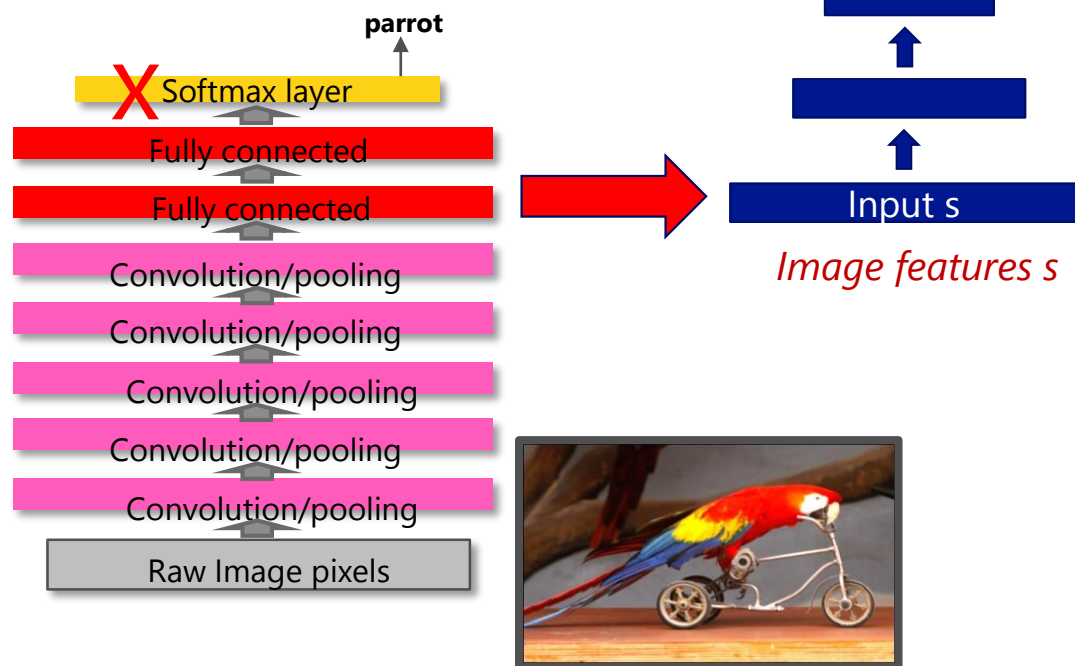 parrot
Softmax layer
Fully connected
Fully connected
Convolution/pooling
Convolution/pooling
Convolution/pooling
Convolution/pooling
Convolution/pooling
Raw Image pixels
Input s
Image features s